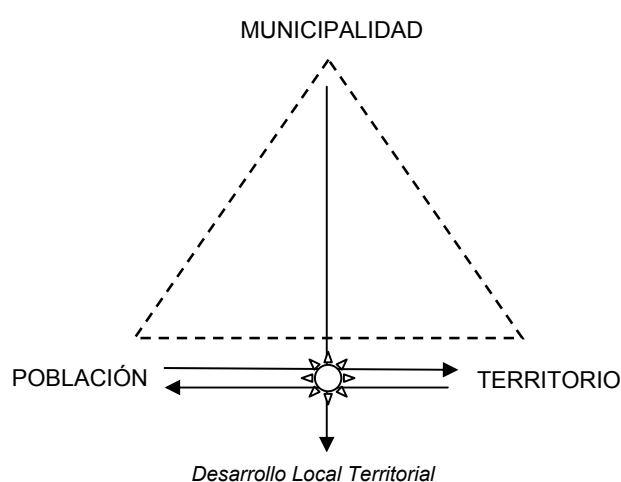 MUNICIPALIDAD
POBLACIÓN
TERRITORIO
Desarrollo Local Territorial